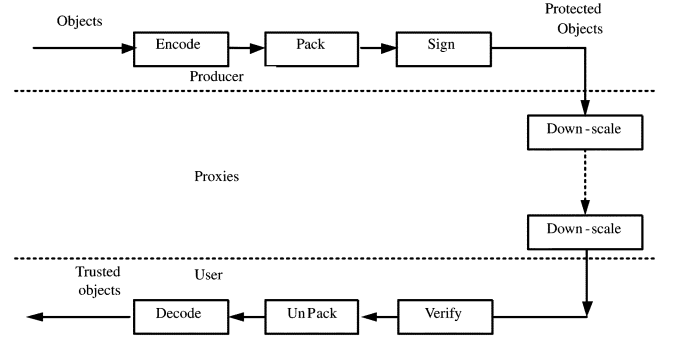 Objects
Protected
Objects
Encode
Pack
Sign
Producer
Down-scale
Proxies
Down-scale
User
Trusted
objects
Decode
UnPack
Verify